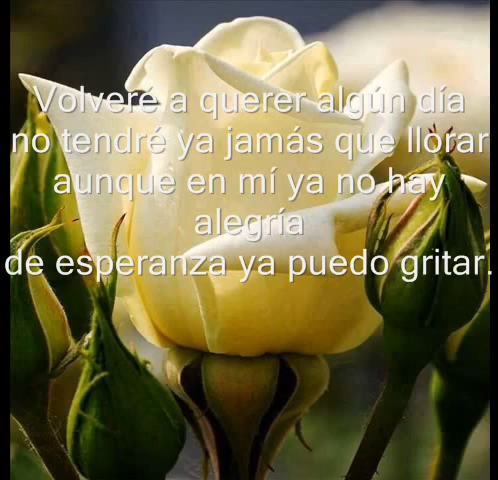 Volveré a querer algún día
no tendré ya jamás que llorar
aunque en mí ya no hay
alegría
de esperanza ya puedo gritar.